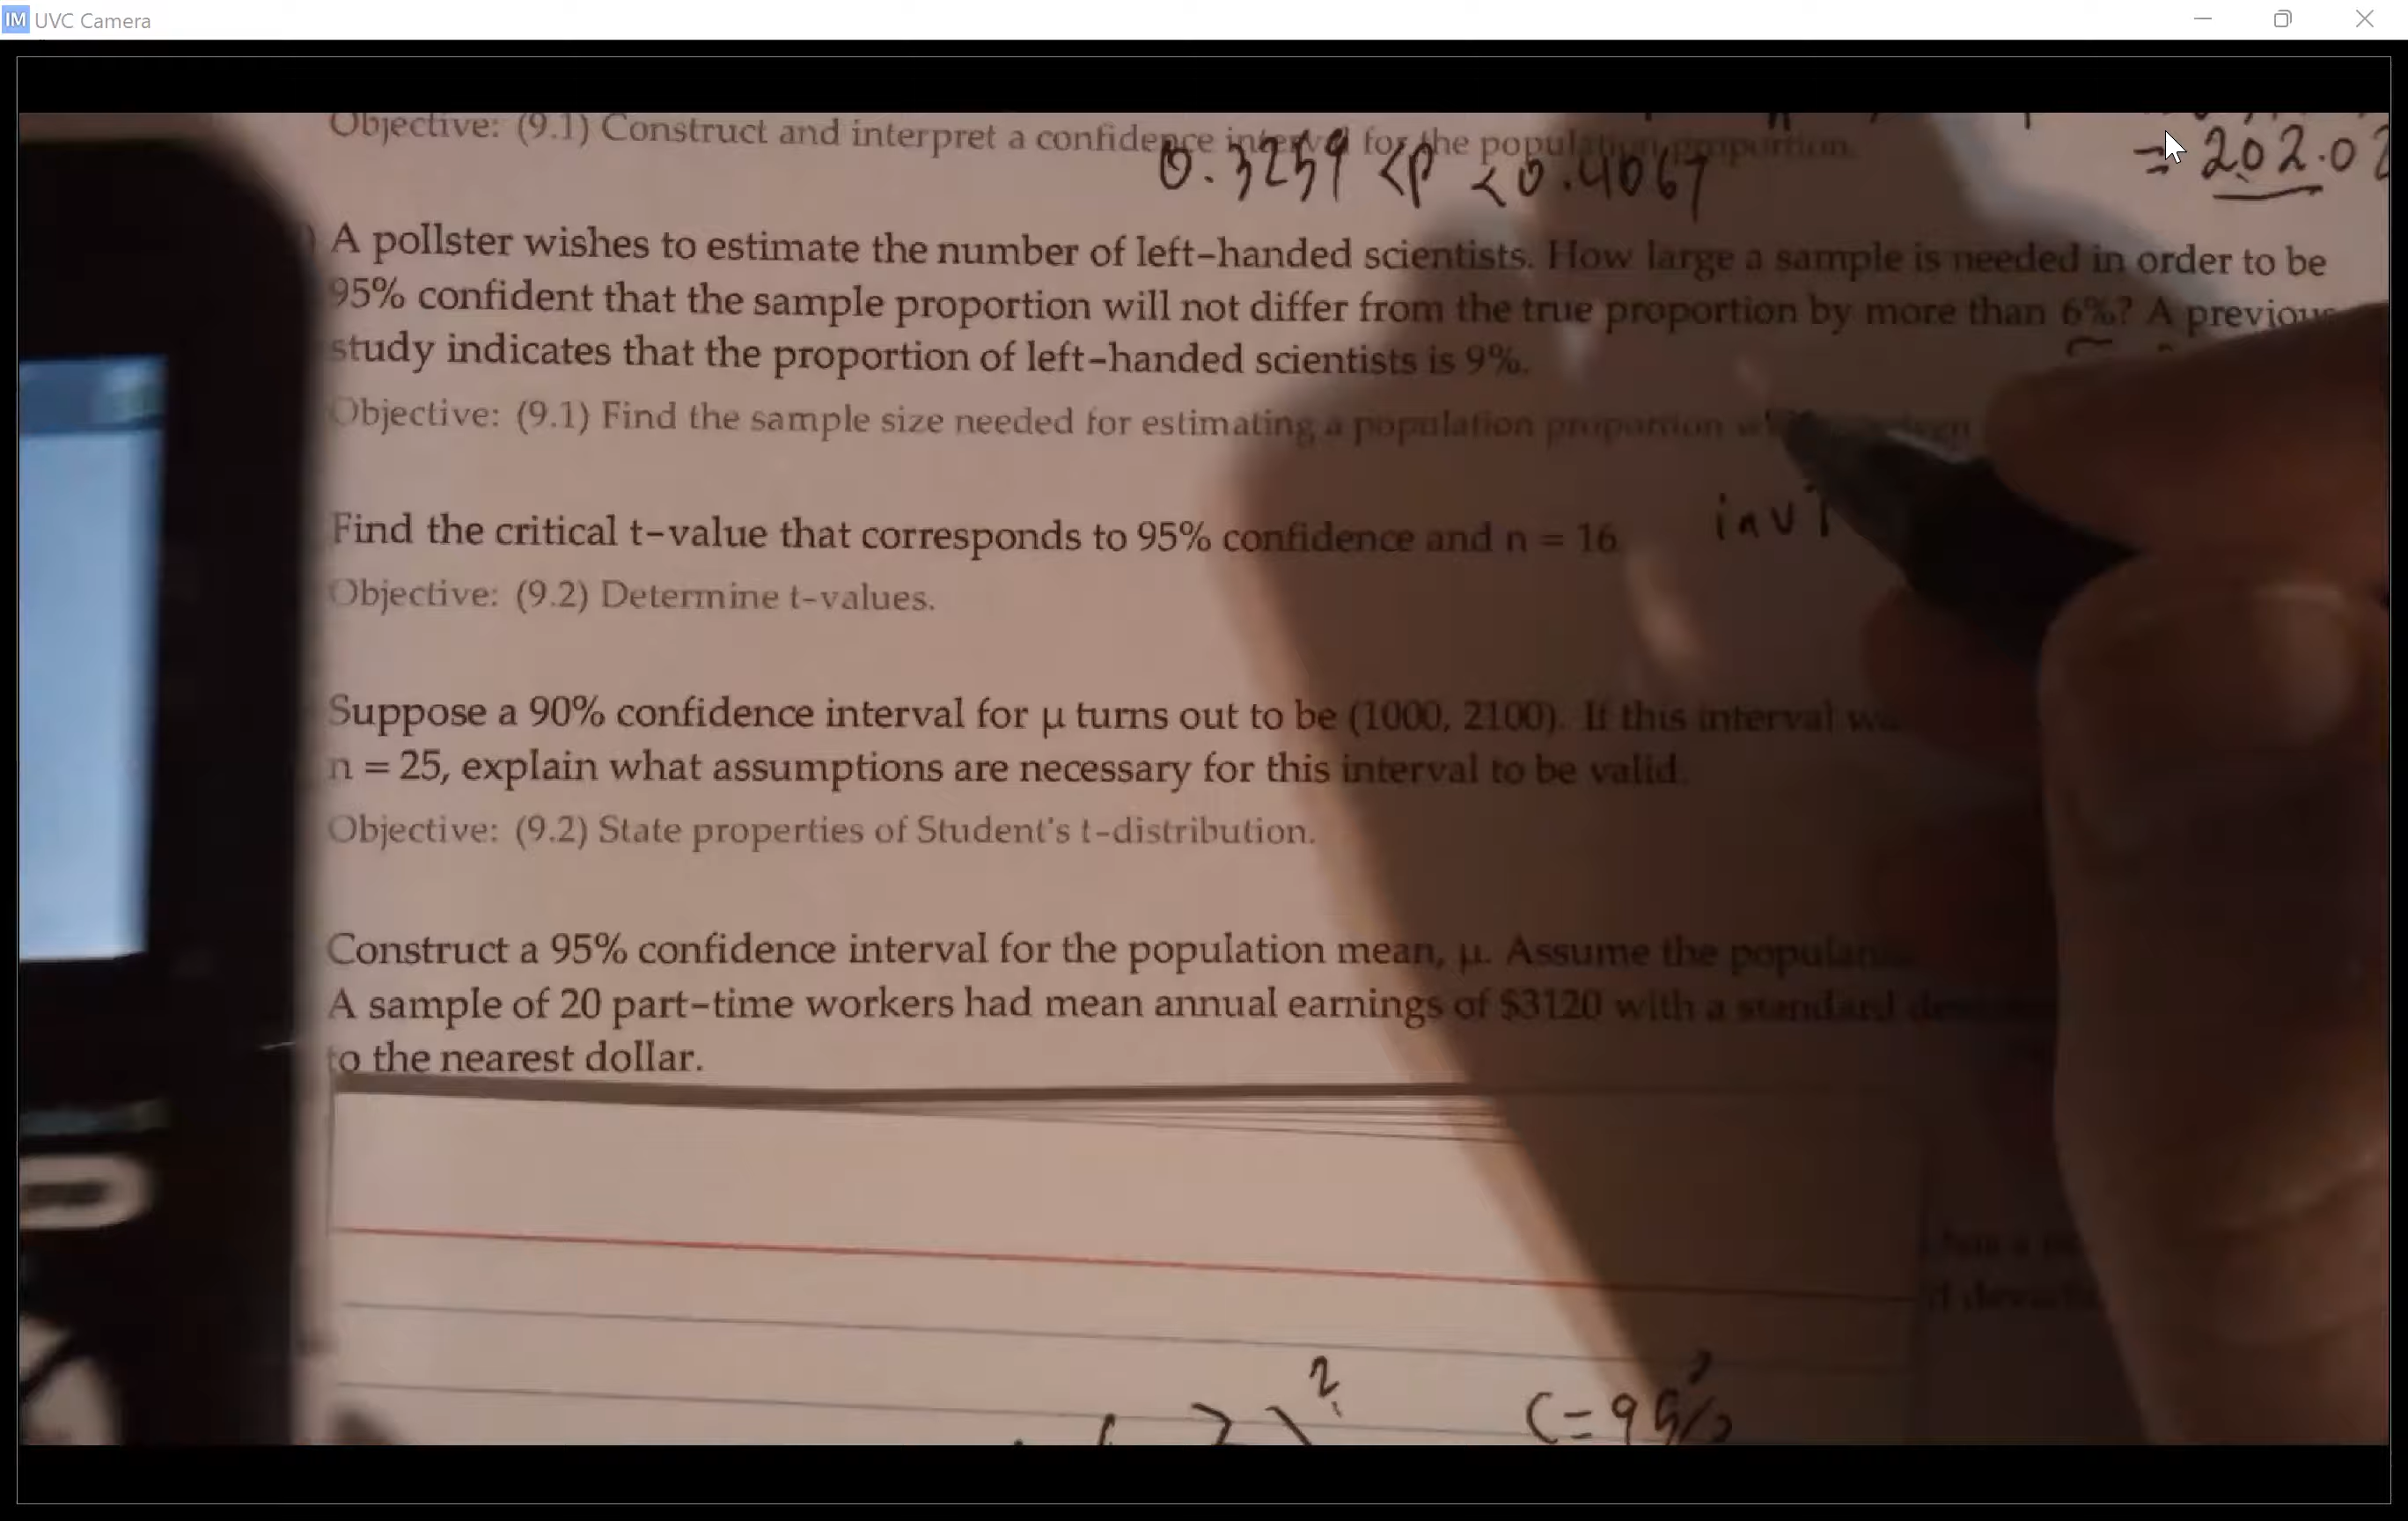 IM UVC Camera
Objective: (9.1) Construct and interpret a confidence interval for the population proportion.
0.3259 < p < 0.4067
= 202.02
A pollster wishes to estimate the number of left-handed scientists. How large a sample is needed in order to be
95% confident that the sample proportion will not differ from the true proportion by more than 6%? A previous
study indicates that the proportion of left-handed scientists is 9%.
Objective: (9.1) Find the sample size needed for estimating a population proportion
Find the critical t-value that corresponds to 95% confidence and n = 16
invT
Objective: (9.2) Determine t-values.
Suppose a 90% confidence interval for μ turns out to be (1000, 2100). If this interval
n = 25, explain what assumptions are necessary for this interval to be valid.
Objective: (9.2) State properties of Student's t-distribution.
Construct a 95% confidence interval for the population mean, μ. Assume the
A sample of 20 part-time workers had mean annual earnings of $3120 with a standard
to the nearest dollar.
2
C=95%